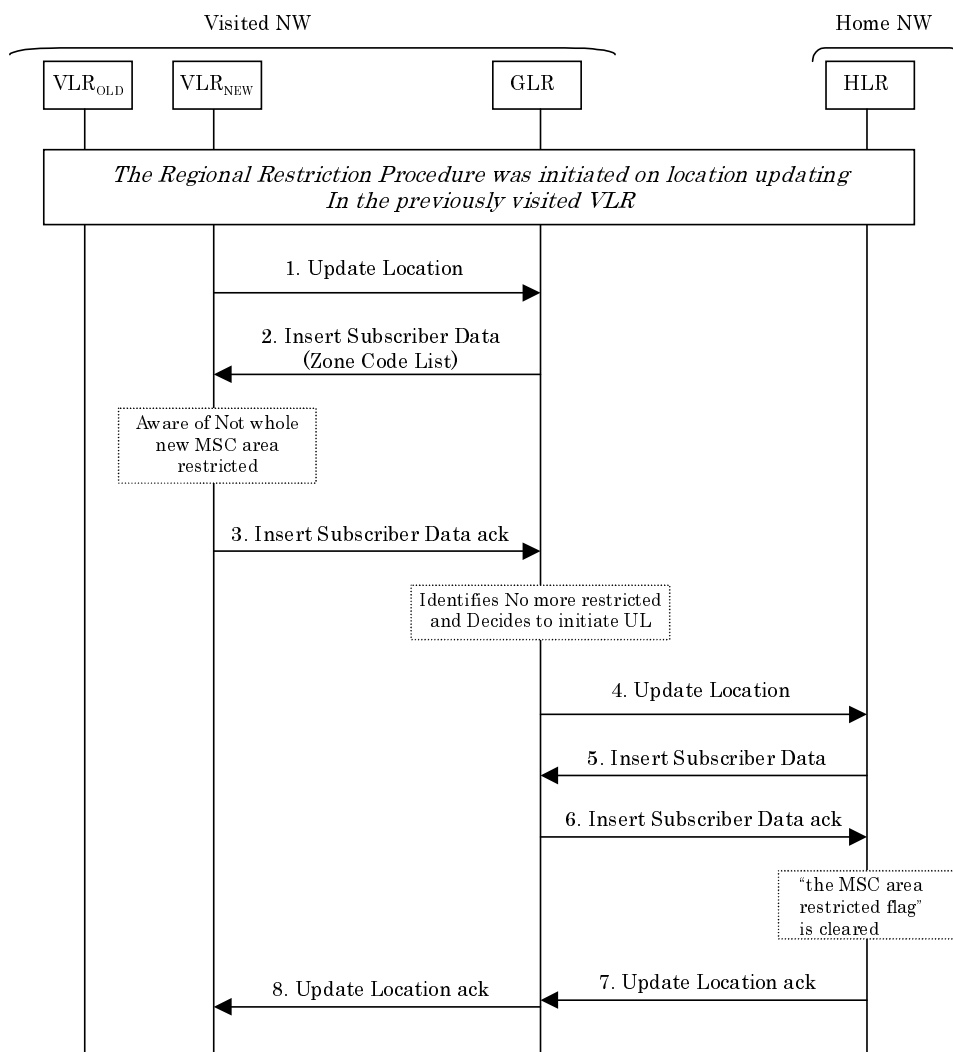 Visited NW
Home NW
VLR_OLD
VLR_NEW
GLR
HLR
The Regional Restriction Procedure was initiated on location updating
In the previously visited VLR
1. Update Location
2. Insert Subscriber Data
(Zone Code List)
Aware of Not whole
new MSC area
restricted
3. Insert Subscriber Data ack
Identifies No more restricted
and Decides to initiate UL
4. Update Location
5. Insert Subscriber Data
6. Insert Subscriber Data ack
“the MSC area
restricted flag”
is cleared
7. Update Location ack
8. Update Location ack